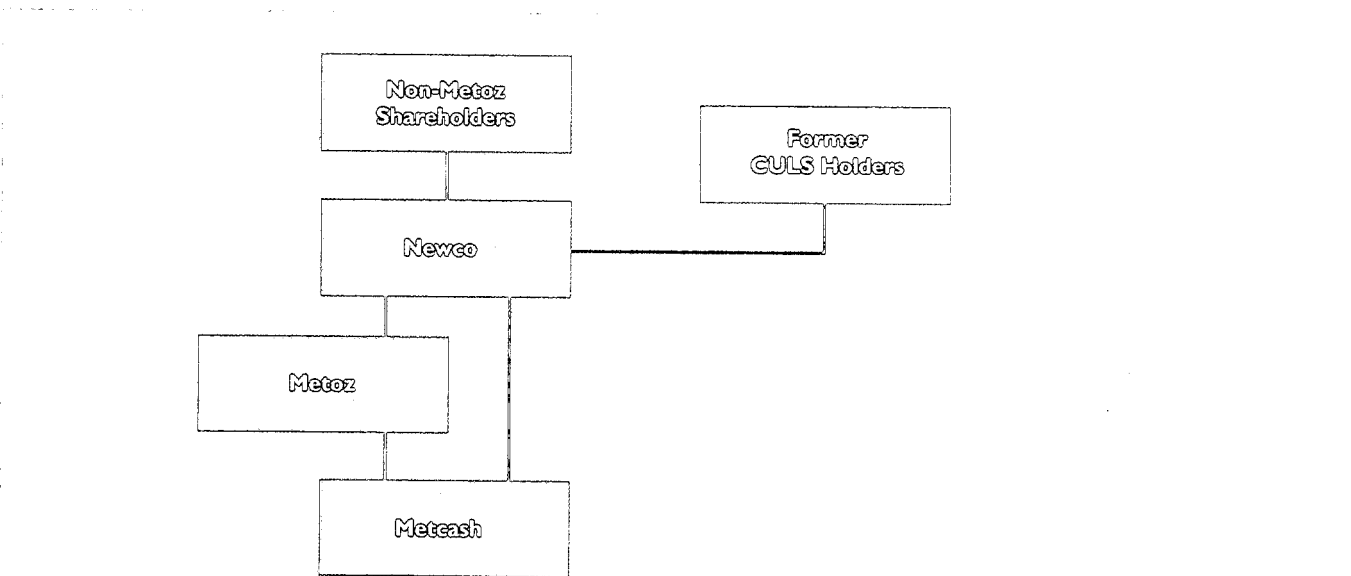 Non-Metoz
Shareholders
Former
CULS Holders
Newco
Metoz
Metcash